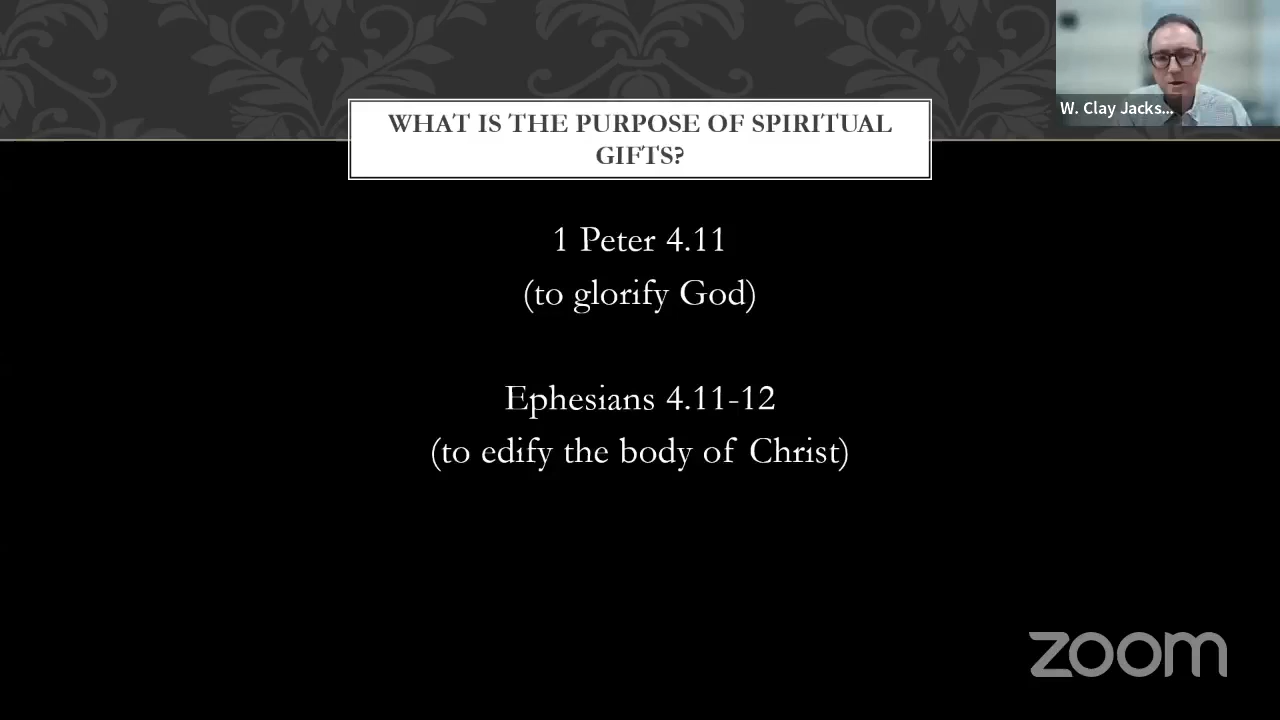 W. Clay Jacks...
WHAT IS THE PURPOSE OF SPIRITUAL
GIFTS?
1 Peter 4.11
(to glorify God)
Ephesians 4.11-12
(to edify the body of Christ)
zoom